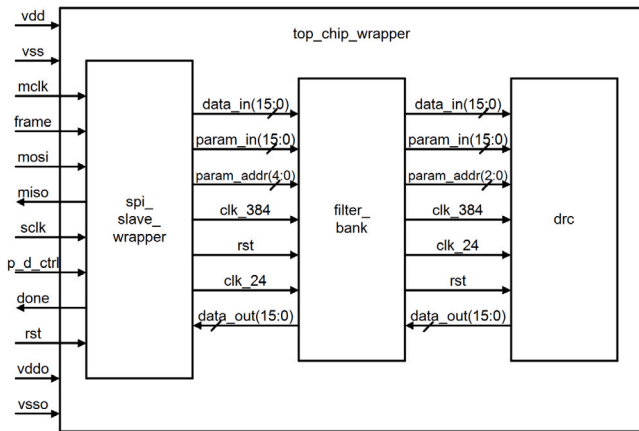 vdd
top_chip_wrapper
vss
mclk
frame
mosi
miso
sclk
p_d_ctrl
done
rst
vddo
vsso
spi_
slave_
wrapper
data_in(15:0)
param_in(15:0)
param_addr(4:0)
clk_384
rst
clk_24
data_out(15:0)
filter_
bank
data_in(15:0)
param_in(15:0)
param_addr(2:0)
clk_384
clk_24
rst
data_out(15:0)
drc